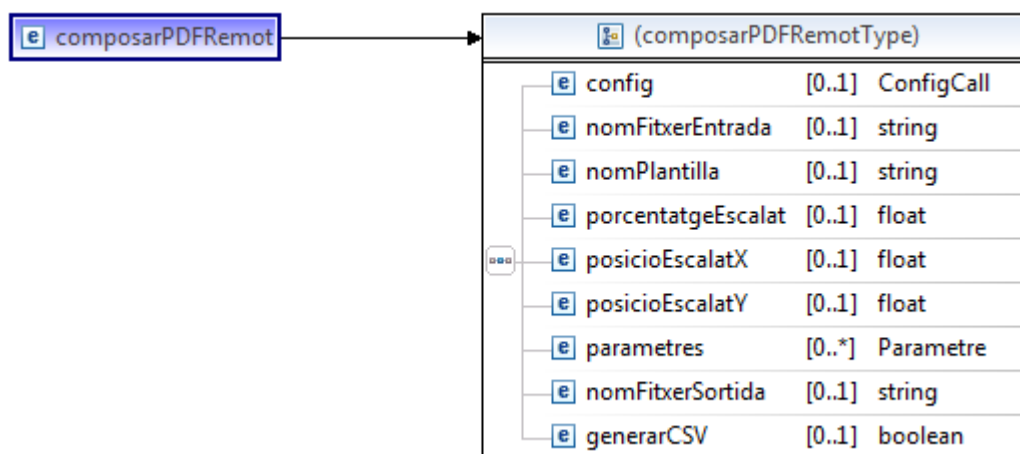 e composarPDFRemot
(composarPDFRemotType)
e config [0..1] ConfigCall
e nomFitxerEntrada [0..1] string
e nomPlantilla [0..1] string
e porcentatgeEscalat [0..1] float
e posicioEscalatX [0..1] float
e posicioEscalatY [0..1] float
e parametres [0..*] Parametre
e nomFitxerSortida [0..1] string
e generarCSV [0..1] boolean